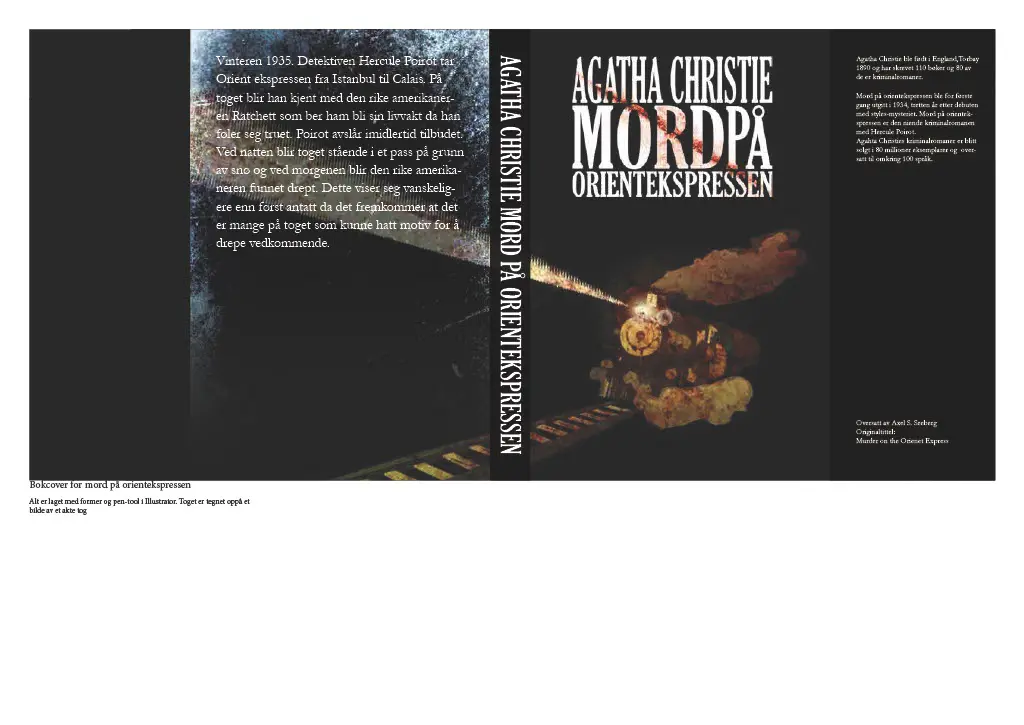 Vinteren 1935. Detektiven Hercule Poirot tar
Orient ekspressen fra Istanbul til Calais. På
toget blir han kjent med den rike amerikaner-
en Ratchett som ber ham bli sin livvakt da han
føler seg truet. Poirot avslår imidlertid tilbudet.
Ved natten blir toget stående i et pass på grunn
av snø og ved morgenen blir den rike amerika-
neren funnet drept. Dette viser seg vanskelig-
ere enn først antatt da det fremkommer at det
er mange på toget som kunne hatt motiv for å
drepe vedkommende.
AGATHA CHRISTIE MORD PÅ ORIENTEKSPRESSEN
AGATHA CHRISTIE
MORD PÅ
ORIENTEKSPRESSEN
Agatha Christie ble født i England,Torbay
1890 og har skrevet 110 bøker og 80 av
de er kriminalromaner.
Mord på orientekspressen ble for første
gang utgitt i 1934, tretten år etter debuten
med styles-mysteriet. Mord på orientek-
spressen er den niende kriminalromanen
med Hercule Poirot.
Agahta Christies kriminalromaner er blitt
solgt i 80 millioner eksemplarer og over-
satt til omkring 100 språk.
Oversatt av Axel S. Seeberg
Originaltittel:
Murder on the Orienet Express
Bokcover for mord på orientekspressen
Alt er laget med former og pen-tool i Illustrator. Toget er tegnet oppå et
bilde av et ekte tog